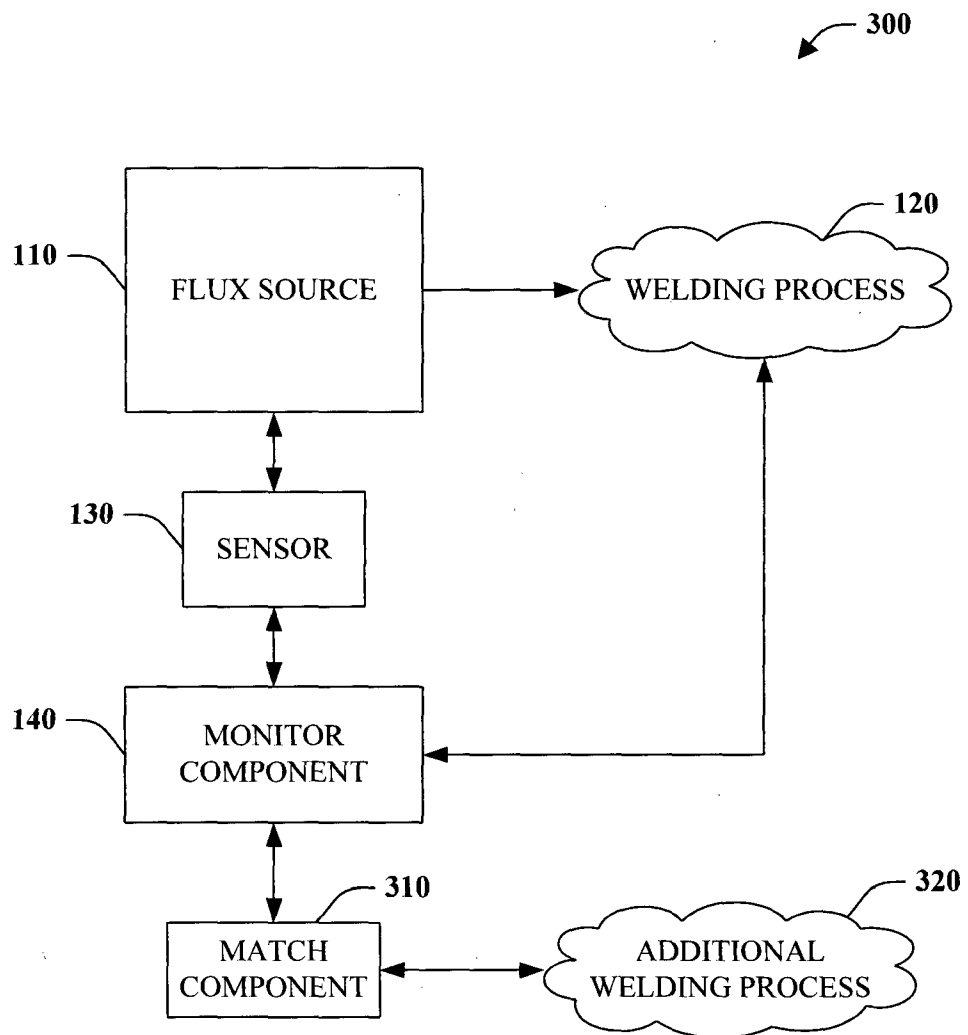 300
120
110
FLUX SOURCE
WELDING PROCESS
130
SENSOR
140
MONITOR
COMPONENT
310
320
MATCH
COMPONENT
ADDITIONAL
WELDING PROCESS